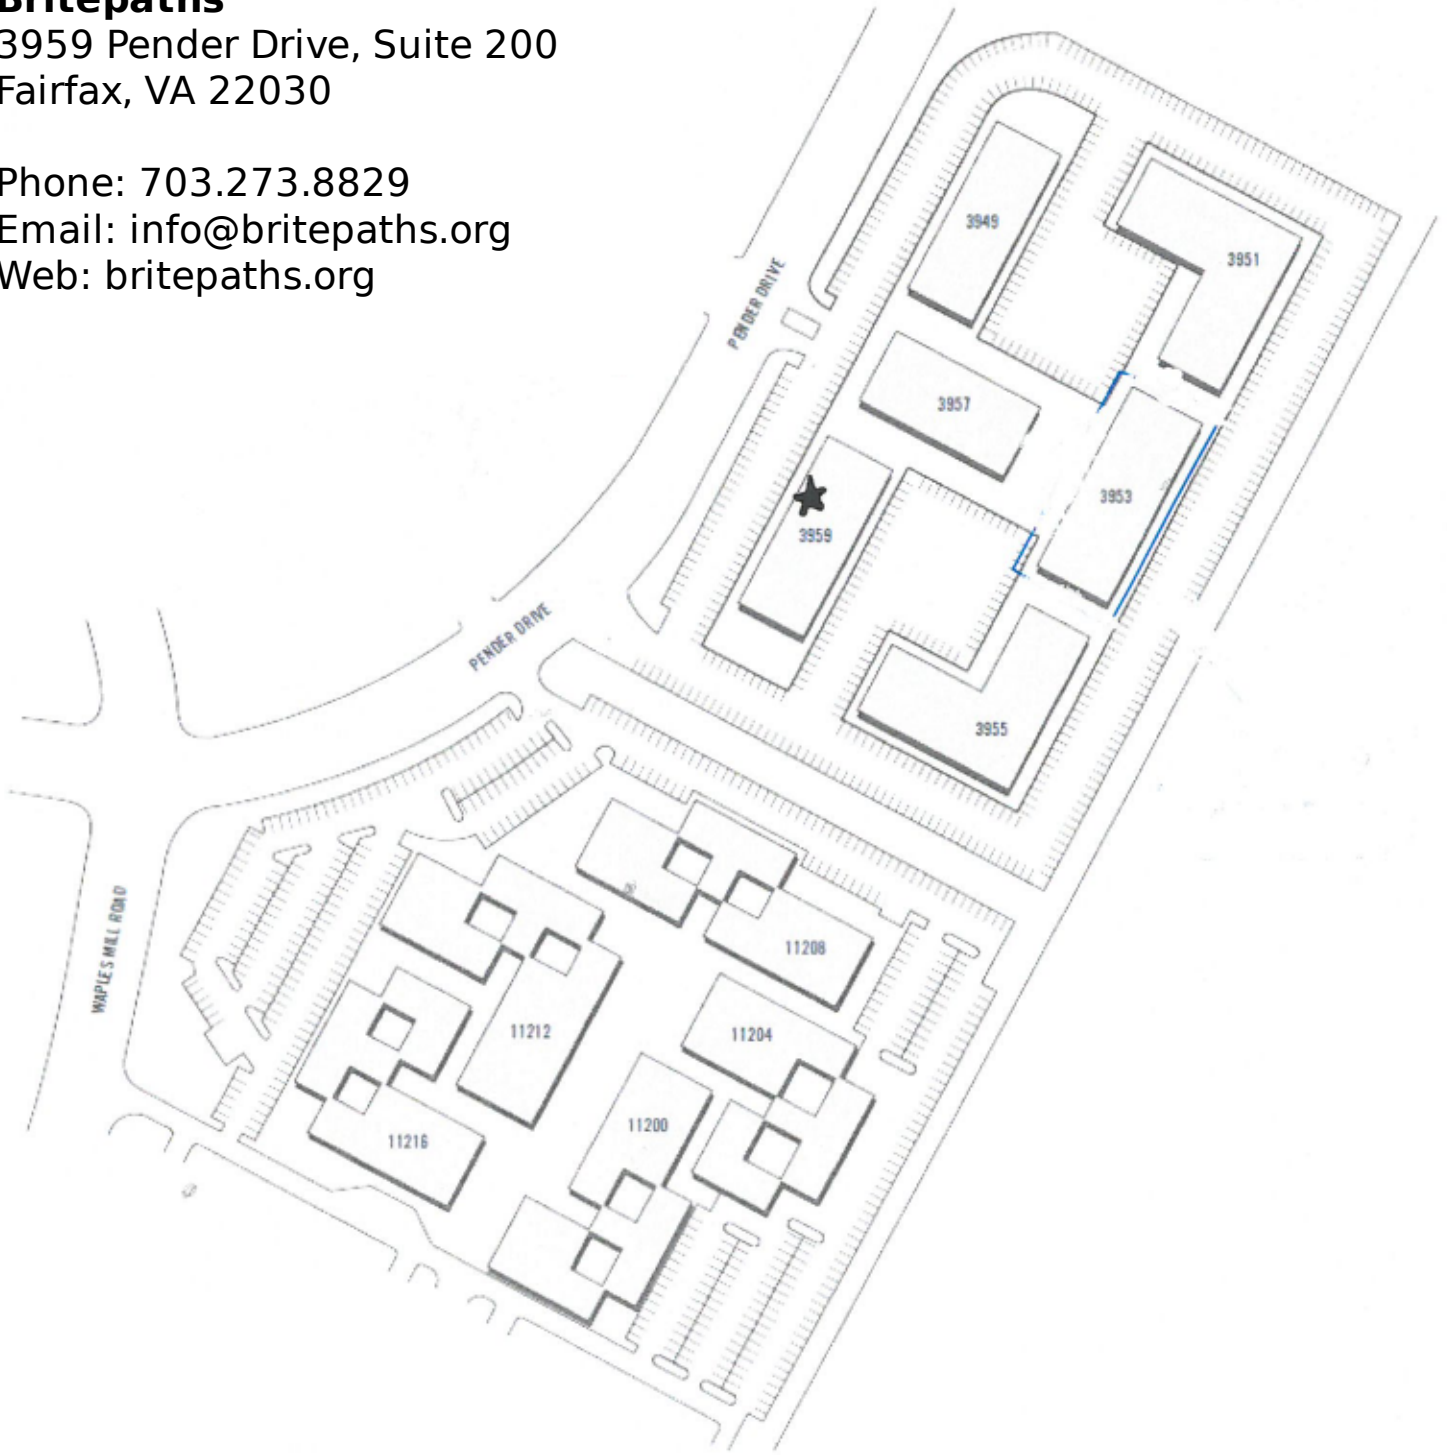 Britepaths
3959 Pender Drive, Suite 200
Fairfax, VA 22030
Phone: 703.273.8829
Email: info@britepaths.org
Web: britepaths.org
3949
3951
PENDER DRIVE
3957
3953
3959
PENDER DRIVE
3955
WAPLES MILL ROAD
11208
11212
11204
11200
11216